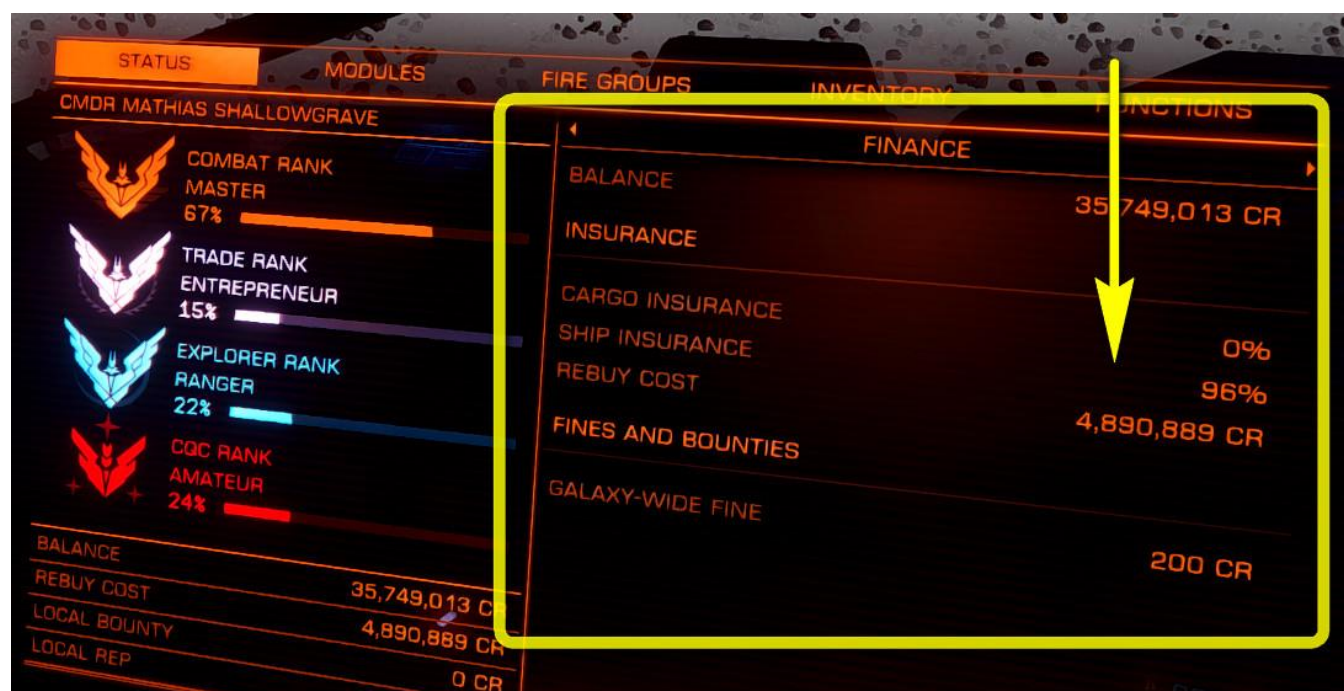 STATUS MODULES FIRE GROUPS INVENTORY FUNCTIONS
CMDR MATHIAS SHALLOWGRAVE
COMBAT RANK
MASTER
67%
TRADE RANK
ENTREPRENEUR
15%
EXPLORER RANK
RANGER
22%
CQC RANK
AMATEUR
24%
BALANCE 35,749,013 CR
REBUY COST 4,890,889 CR
LOCAL BOUNTY 0 CR
LOCAL REP
FINANCE
BALANCE 35,749,013 CR
INSURANCE
CARGO INSURANCE 0%
SHIP INSURANCE 96%
REBUY COST 4,890,889 CR
FINES AND BOUNTIES
GALAXY-WIDE FINE 200 CR